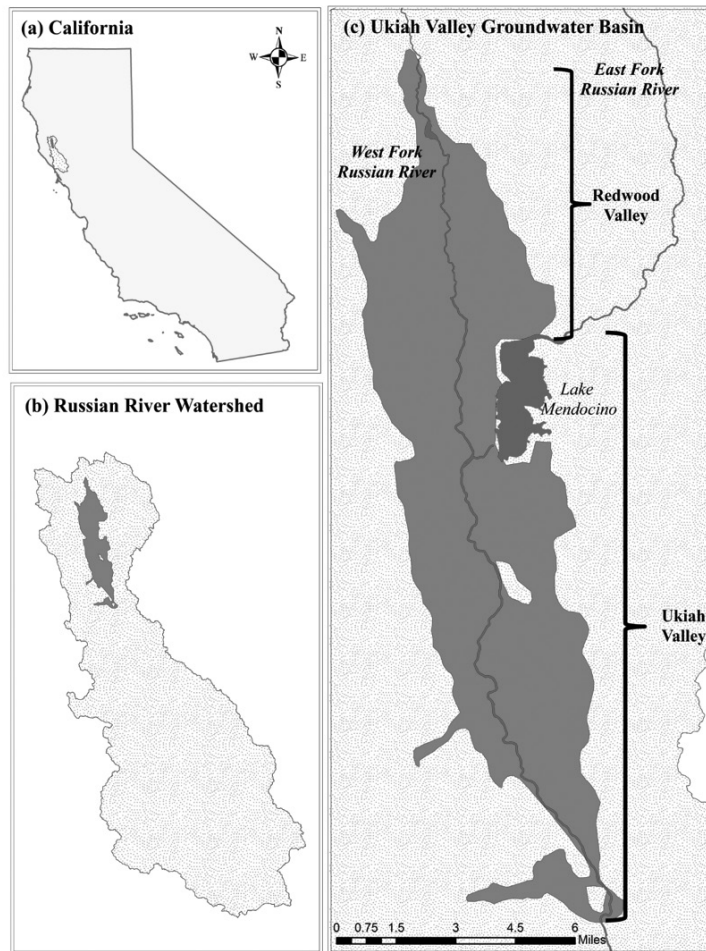 (a) California
N
W E
S
(b) Russian River Watershed
(c) Ukiah Valley Groundwater Basin
East Fork
Russian River
West Fork
Russian River
Redwood
Valley
Lake
Mendocino
Ukiah
Valley
0 0.75 1.5 3 4.5 6
Miles